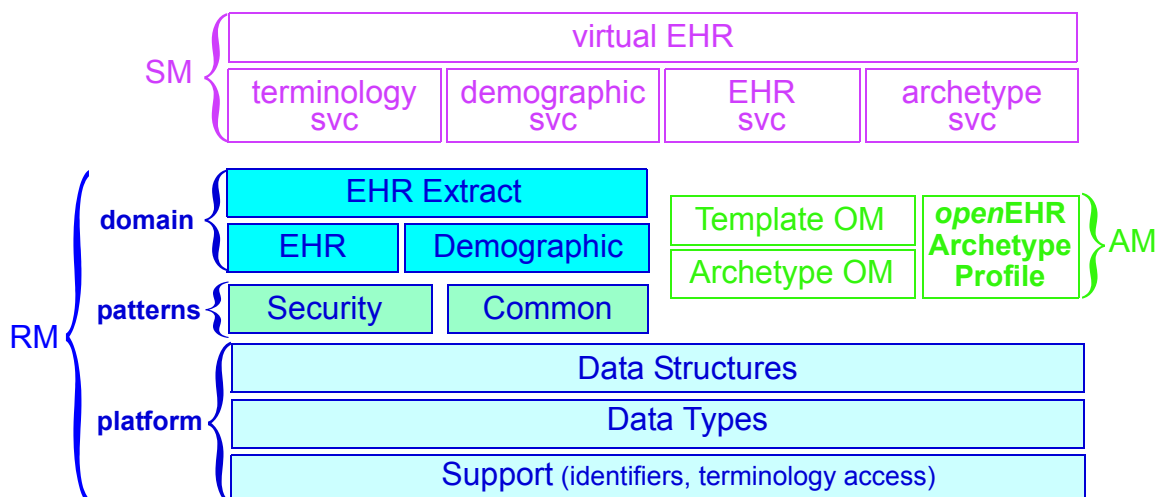 virtual EHR
SM
terminology
svc
demographic
svc
EHR
svc
archetype
svc
EHR Extract
domain
EHR
Demographic
Template OM
Archetype OM
openEHR
Archetype
Profile
AM
patterns
Security
Common
RM
Data Structures
platform
Data Types
Support (identifiers, terminology access)